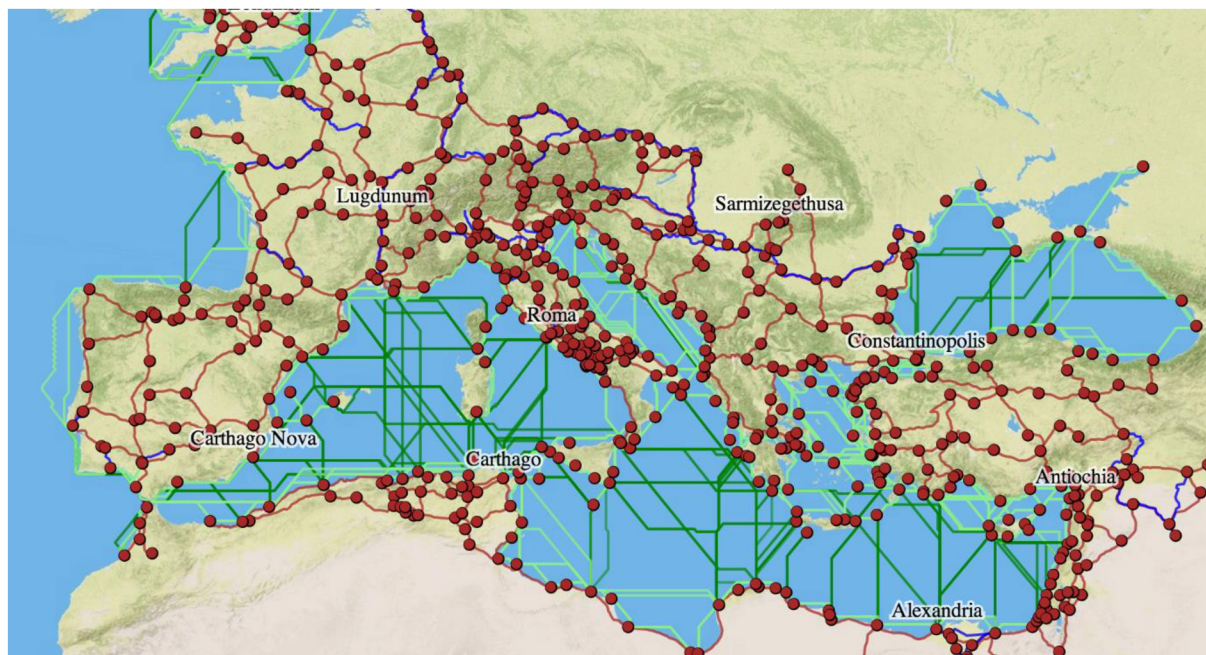 Lugdunum
Sarmizegethusa
Roma
Constantinopolis
Carthago Nova
Carthago
Antiochia
Alexandria